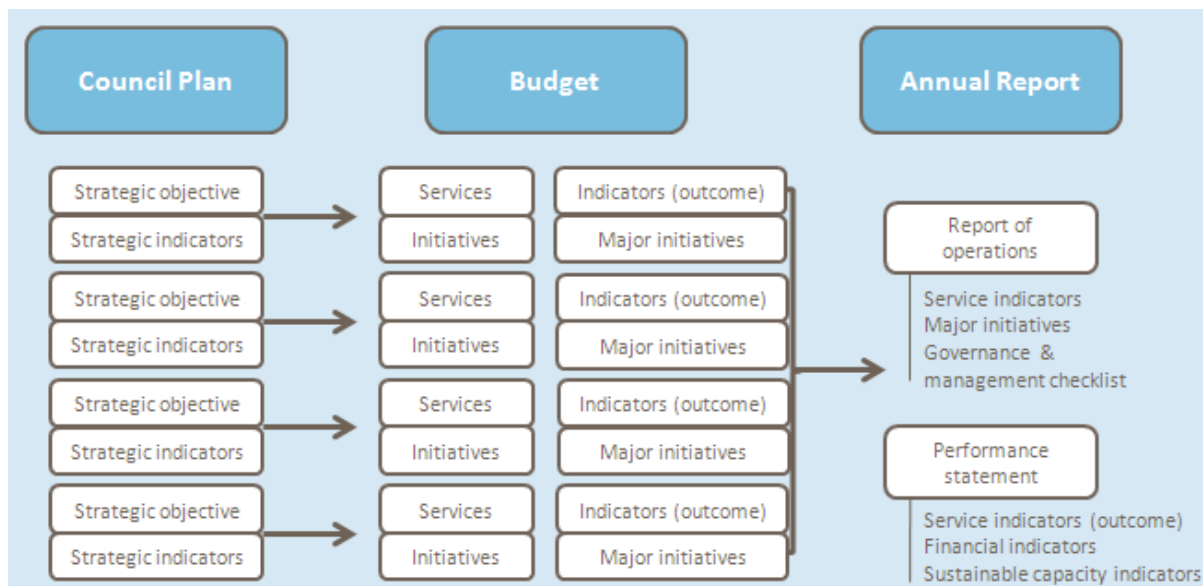 Council Plan
Budget
Annual Report
Strategic objective
Strategic indicators
Services
Initiatives
Indicators (outcome)
Major initiatives
Strategic objective
Strategic indicators
Services
Initiatives
Indicators (outcome)
Major initiatives
Strategic objective
Strategic indicators
Services
Initiatives
Indicators (outcome)
Major initiatives
Strategic objective
Strategic indicators
Services
Initiatives
Indicators (outcome)
Major initiatives
Report of
operations
Service indicators
Major initiatives
Governance &
management checklist
Performance
statement
Service indicators (outcome)
Financial indicators
Sustainable capacity indicators